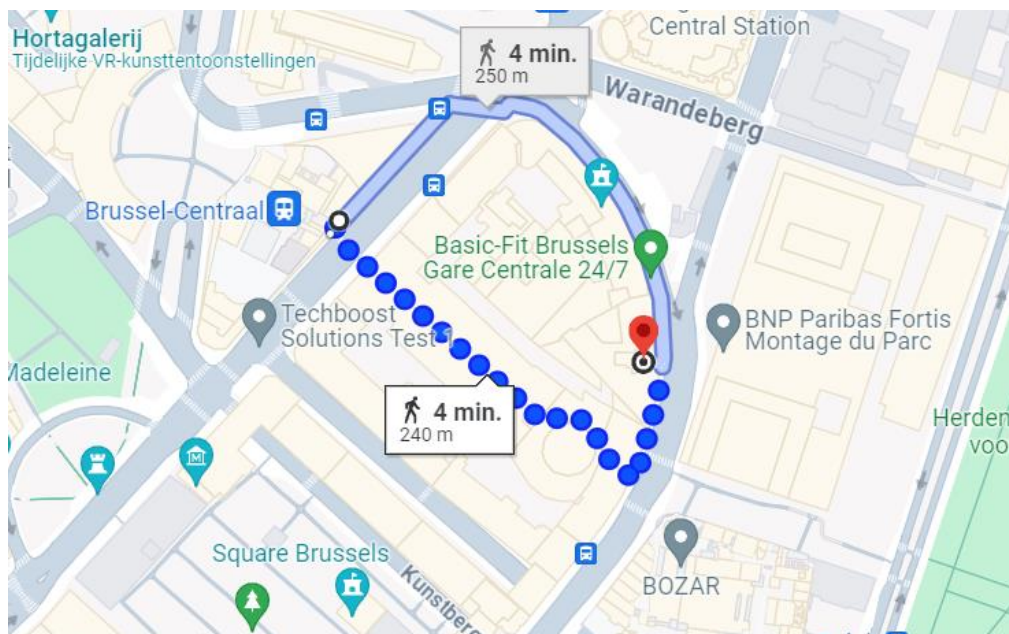 Central Station
Hortagalerij
Tijdelijke VR-kunsttentoonstellingen
4 min.
250 m
Warandeberg
Brussel-Centraal
Basic-Fit Brussels
Gare Centrale 24/7
Techboost
Solutions Test 1
BNP Paribas Fortis
Montage du Parc
Madeleine
4 min.
240 m
Herden
voo
Square Brussels
Kunstberg
BOZAR